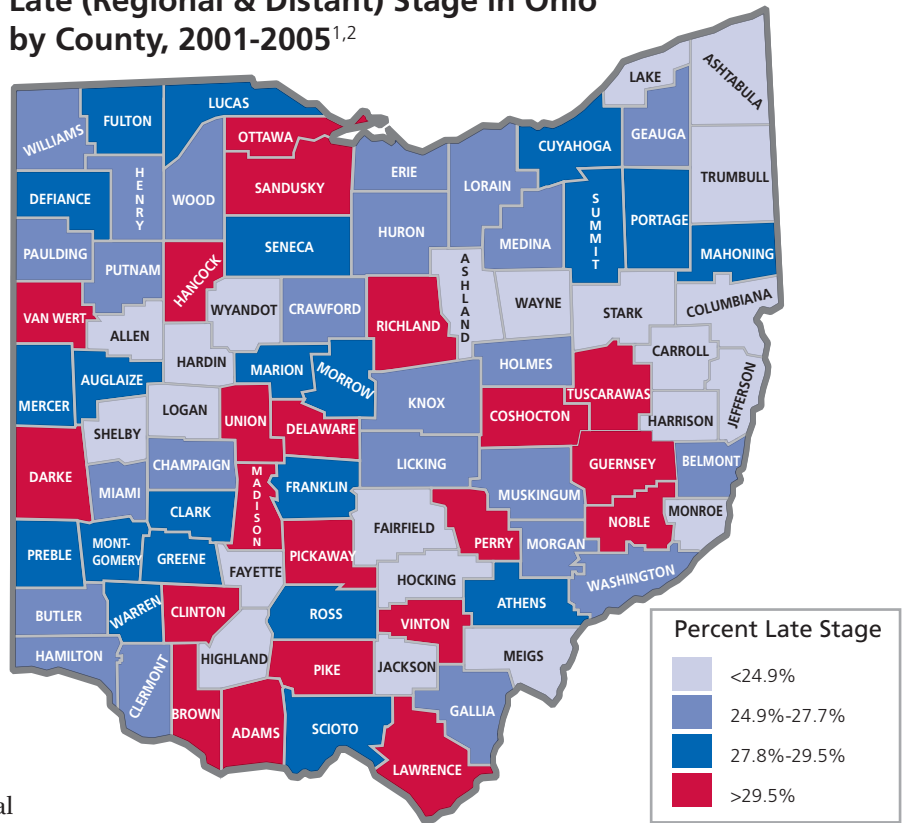 Late (Regional & Distant) Stage in Ohio
by County, 2001-2005¹,²
LAKE
ASHTABULA
LUCAS
FULTON
WILLIAMS
OTTAWA
CUYAHOGA
GEAUGA
ERIE
LORAIN
TRUMBULL
SANDUSKY
HENRY
WOOD
DEFIANCE
SUMMIT
PORTAGE
HURON
MEDINA
SENECA
MAHONING
PAULDING
PUTNAM
HANCOCK
ASHLAND
WYANDOT
CRAWFORD
WAYNE
STARK
COLUMBIANA
VAN WERT
ALLEN
RICHLAND
CARROLL
HARDIN
MARION
MORROW
HOLMES
AUGLAIZE
JEFFERSON
MERCER
TUSCARAWAS
KNOX
LOGAN
UNION
COSHOCTON
HARRISON
SHELBY
DELAWARE
DARKE
CHAMPAIGN
LICKING
GUERNSEY
BELMONT
MIAMI
MADISON
FRANKLIN
MUSKINGUM
CLARK
NOBLE
MONROE
FAIRFIELD
PREBLE
MONT-
GOMERY
GREENE
PICKAWAY
PERRY
MORGAN
FAYETTE
HOCKING
WASHINGTON
BUTLER
WARREN
CLINTON
ROSS
ATHENS
VINTON
HAMILTON
HIGHLAND
PIKE
JACKSON
MEIGS
CLERMONT
BROWN
ADAMS
SCIOTO
GALLIA
LAWRENCE
Percent Late Stage
<24.9%
24.9%-27.7%
27.8%-29.5%
>29.5%
al